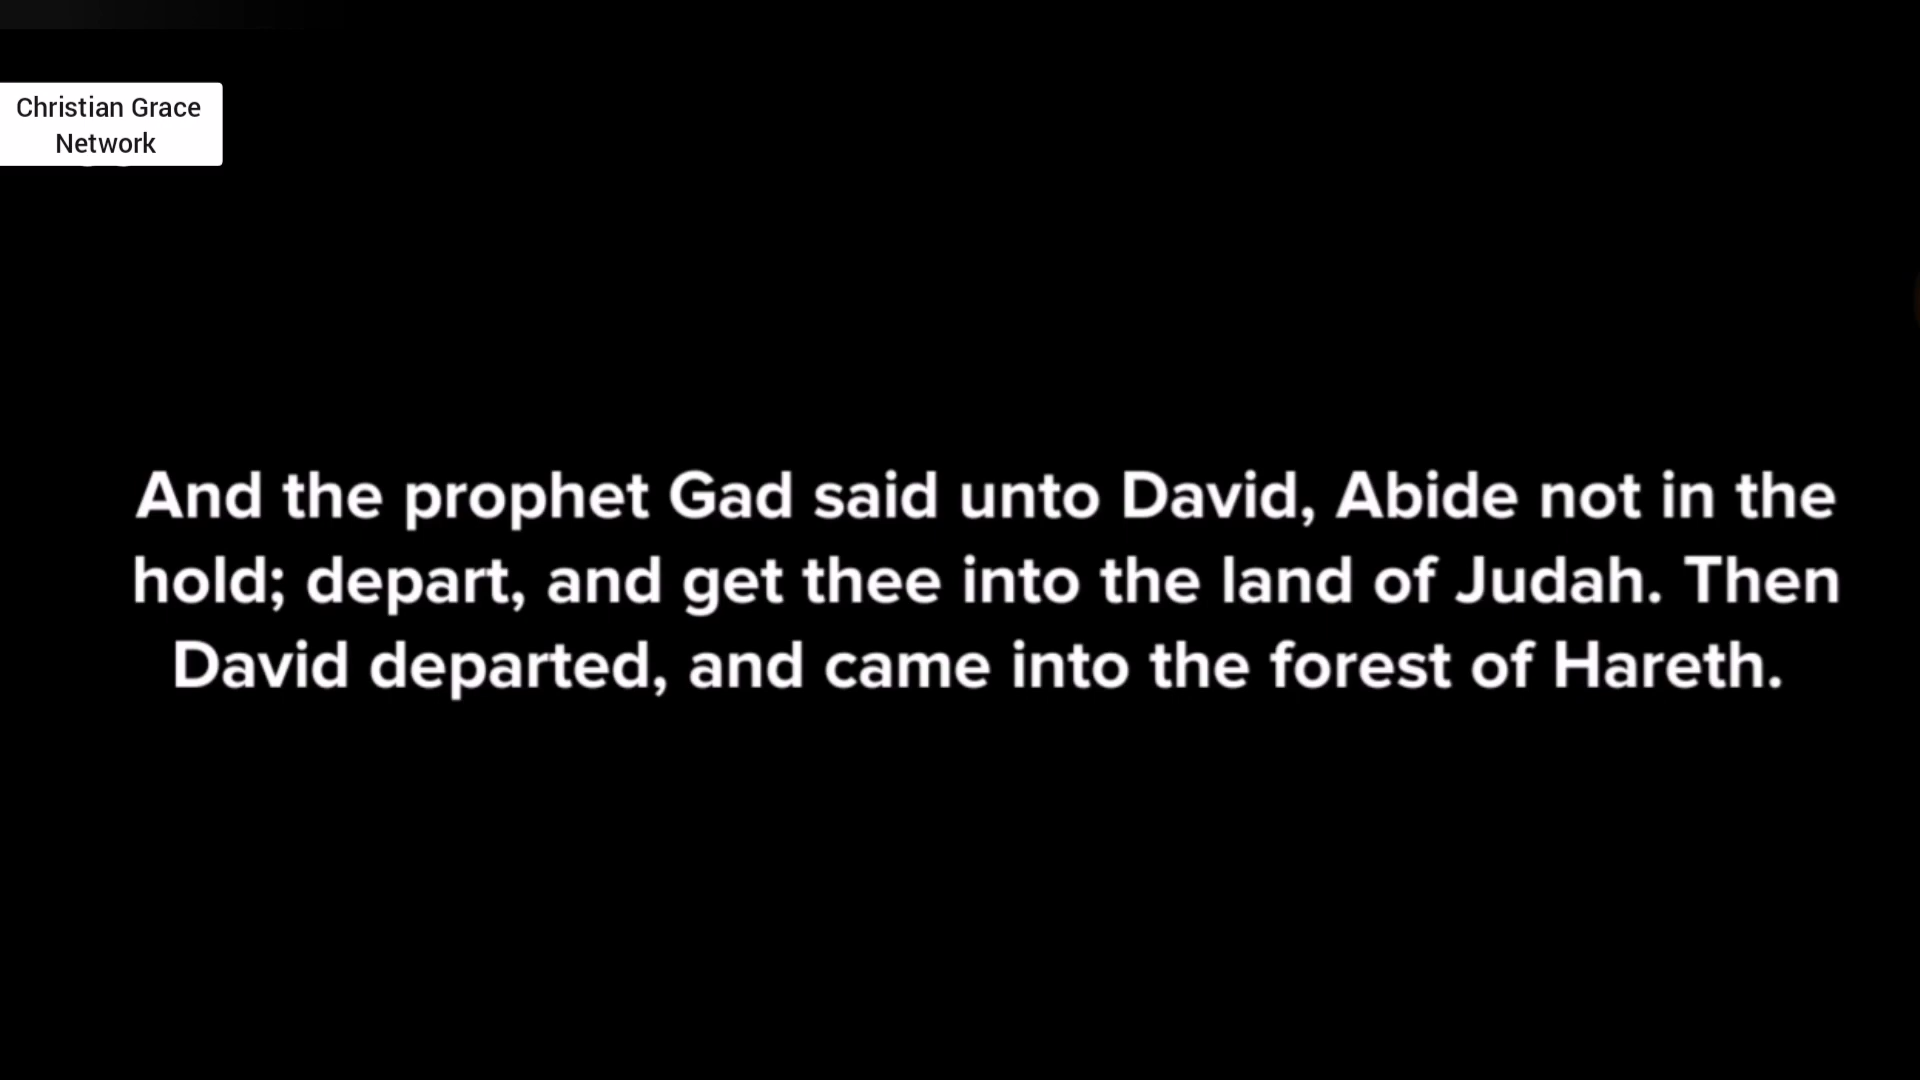 Christian Grace
Network
And the prophet Gad said unto David, Abide not in the
hold; depart, and get thee into the land of Judah. Then
David departed, and came into the forest of Hareth.